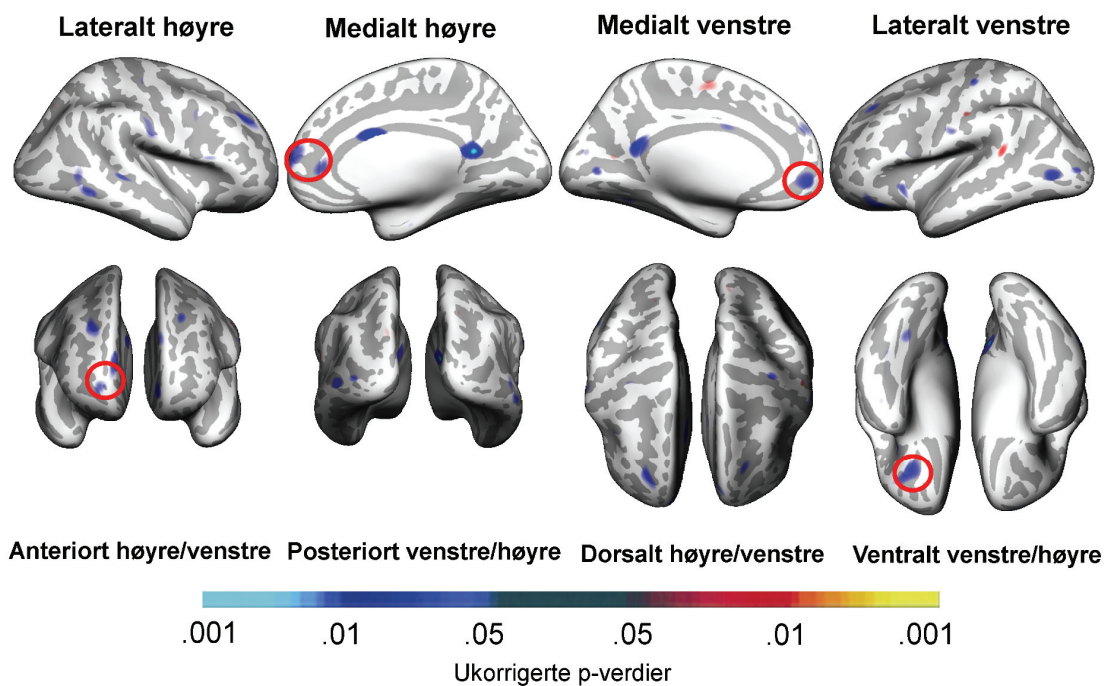 Lateralt høyre
Medialt høyre
Medialt venstre
Lateralt venstre
Anteriort høyre/venstre
Posteriort venstre/høyre
Dorsalt høyre/venstre
Ventralt venstre/høyre
.001
.01
.05
.05
.01
.001
Ukorrigerte p-verdier